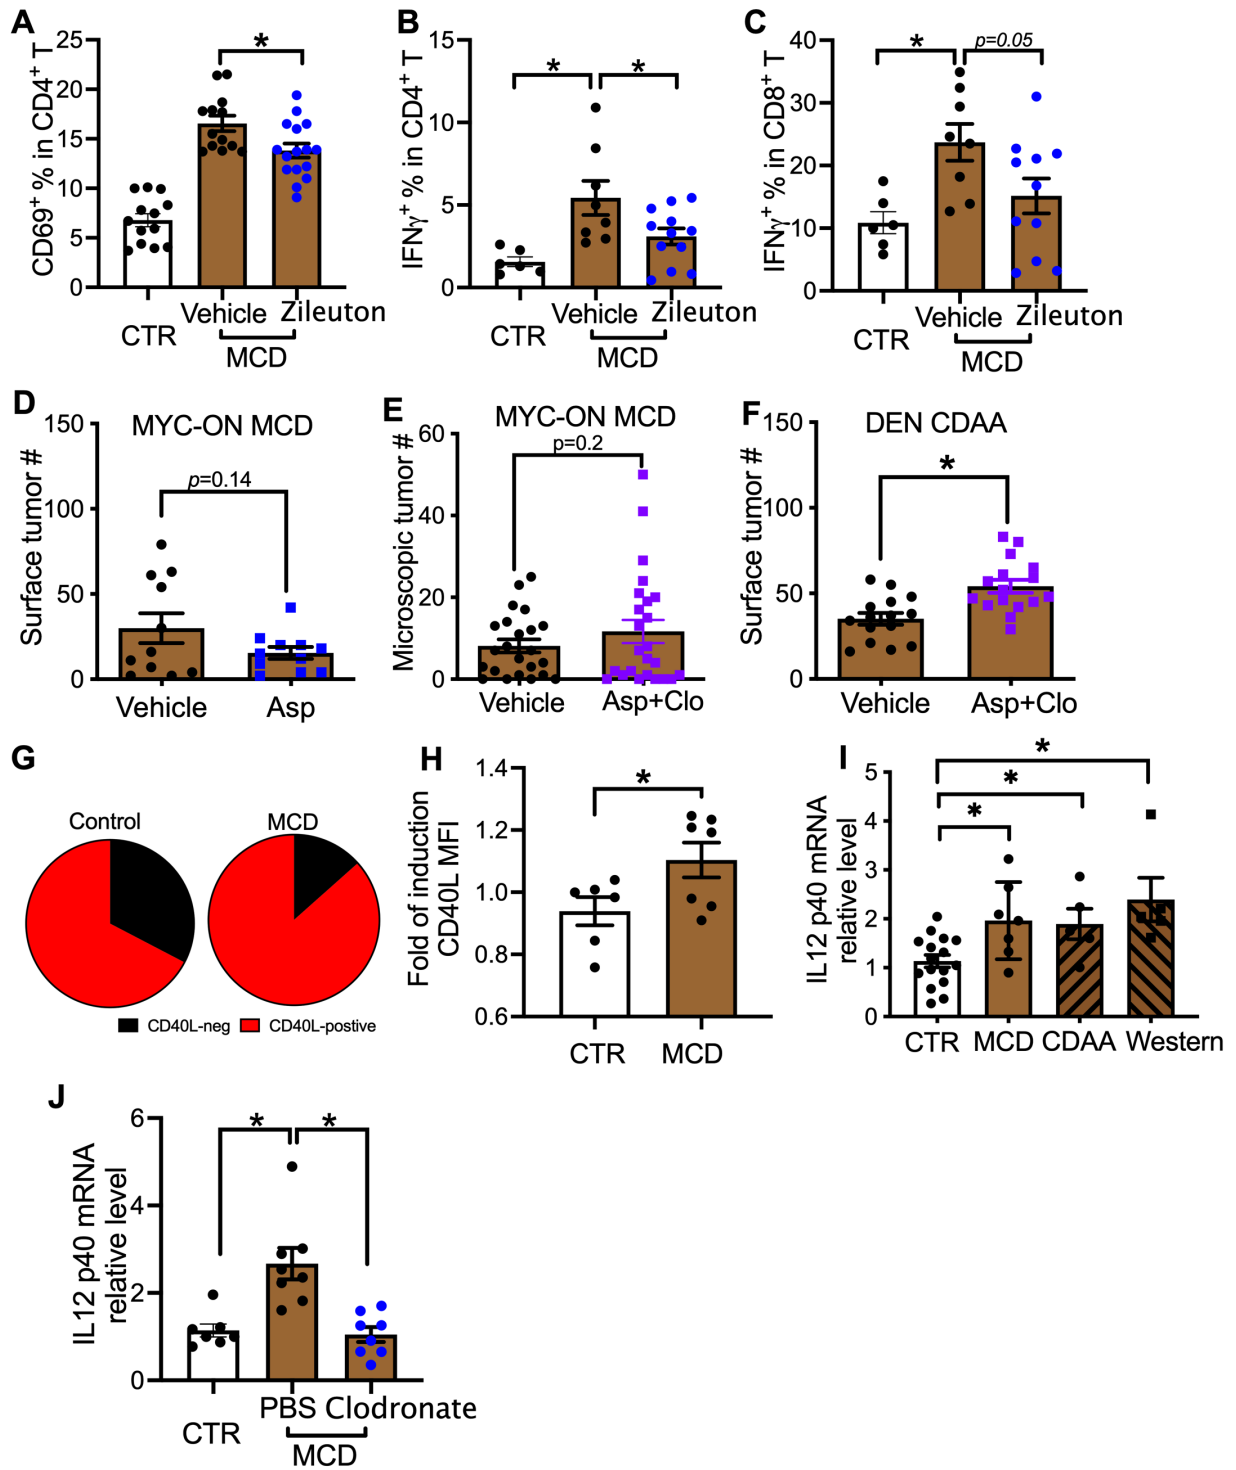 A
CD69+ % in CD4+ T
25
20
15
10
5
0
*
CTR
Vehicle
Zileuton
MCD
B
IFNγ+ % in CD4+ T
15
10
5
0
*
*
CTR
Vehicle
Zileuton
MCD
C
IFNγ+ % in CD8+ T
40
30
20
10
0
*
p=0.05
CTR
Vehicle
Zileuton
MCD
D
MYC-ON MCD
Surface tumor #
150
100
50
0
p=0.14
Vehicle
Asp
E
MYC-ON MCD
Microscopic tumor #
60
40
20
0
p=0.2
Vehicle
Asp+Clo
F
DEN CDAA
Surface tumor #
150
100
50
0
*
Vehicle
Asp+Clo
G
Control
MCD
CD40L-neg
CD40L-postive
H
Fold of induction
CD40L MFI
1.4
1.2
1.0
0.8
0.6
*
CTR
MCD
I
IL12 p40 mRNA
relative level
5
4
3
2
1
0
*
*
*
CTR
MCD
CDAA
Western
J
IL12 p40 mRNA
relative level
6
4
2
0
*
*
CTR
PBS
Clodronate
MCD